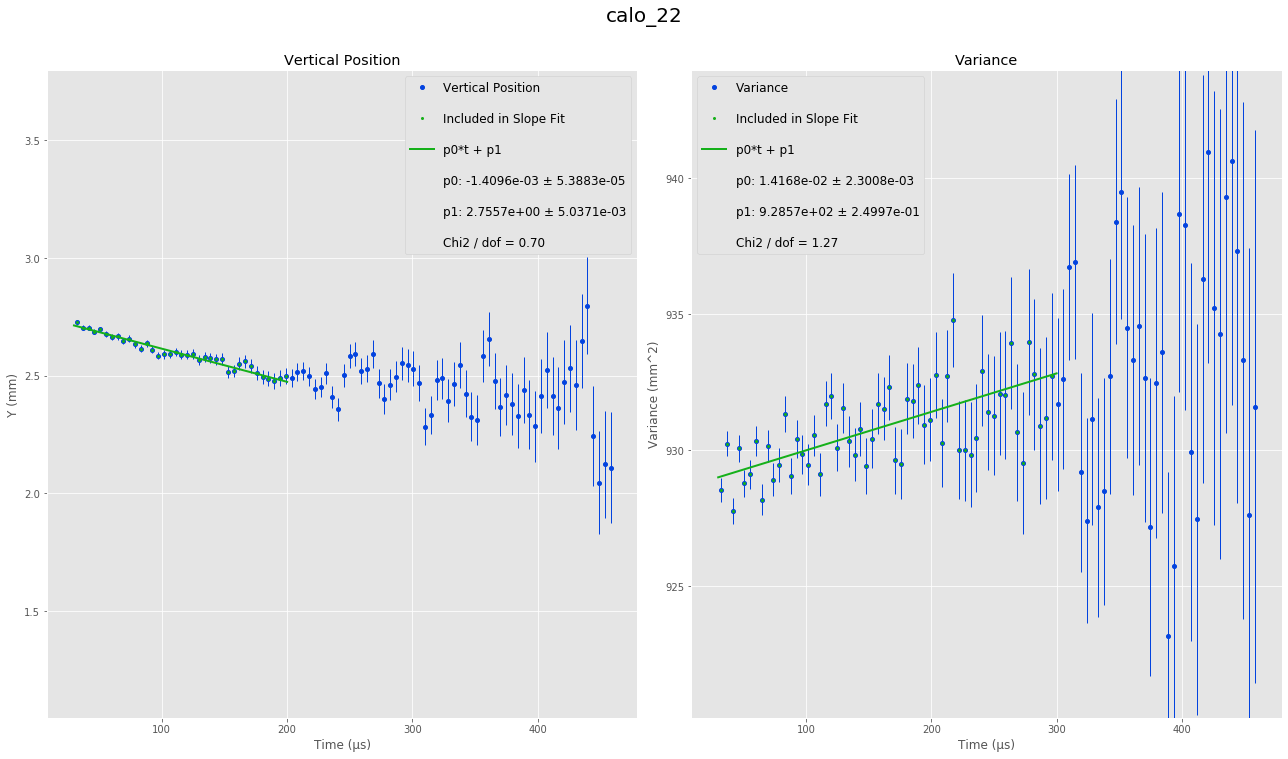 calo_22
Vertical Position
Vertical Position
Included in Slope Fit
p0*t + p1
p0: -1.4096e-03 ± 5.3883e-05
p1: 2.7557e+00 ± 5.0371e-03
Chi2 / dof = 0.70
3.5
3.0
2.5
2.0
1.5
Y (mm)
100
200
300
400
Time (μs)
Variance
Variance
Included in Slope Fit
p0*t + p1
p0: 1.4168e-02 ± 2.3008e-03
p1: 9.2857e+02 ± 2.4997e-01
Chi2 / dof = 1.27
940
935
930
925
Variance (mm^2)
100
200
300
400
Time (μs)